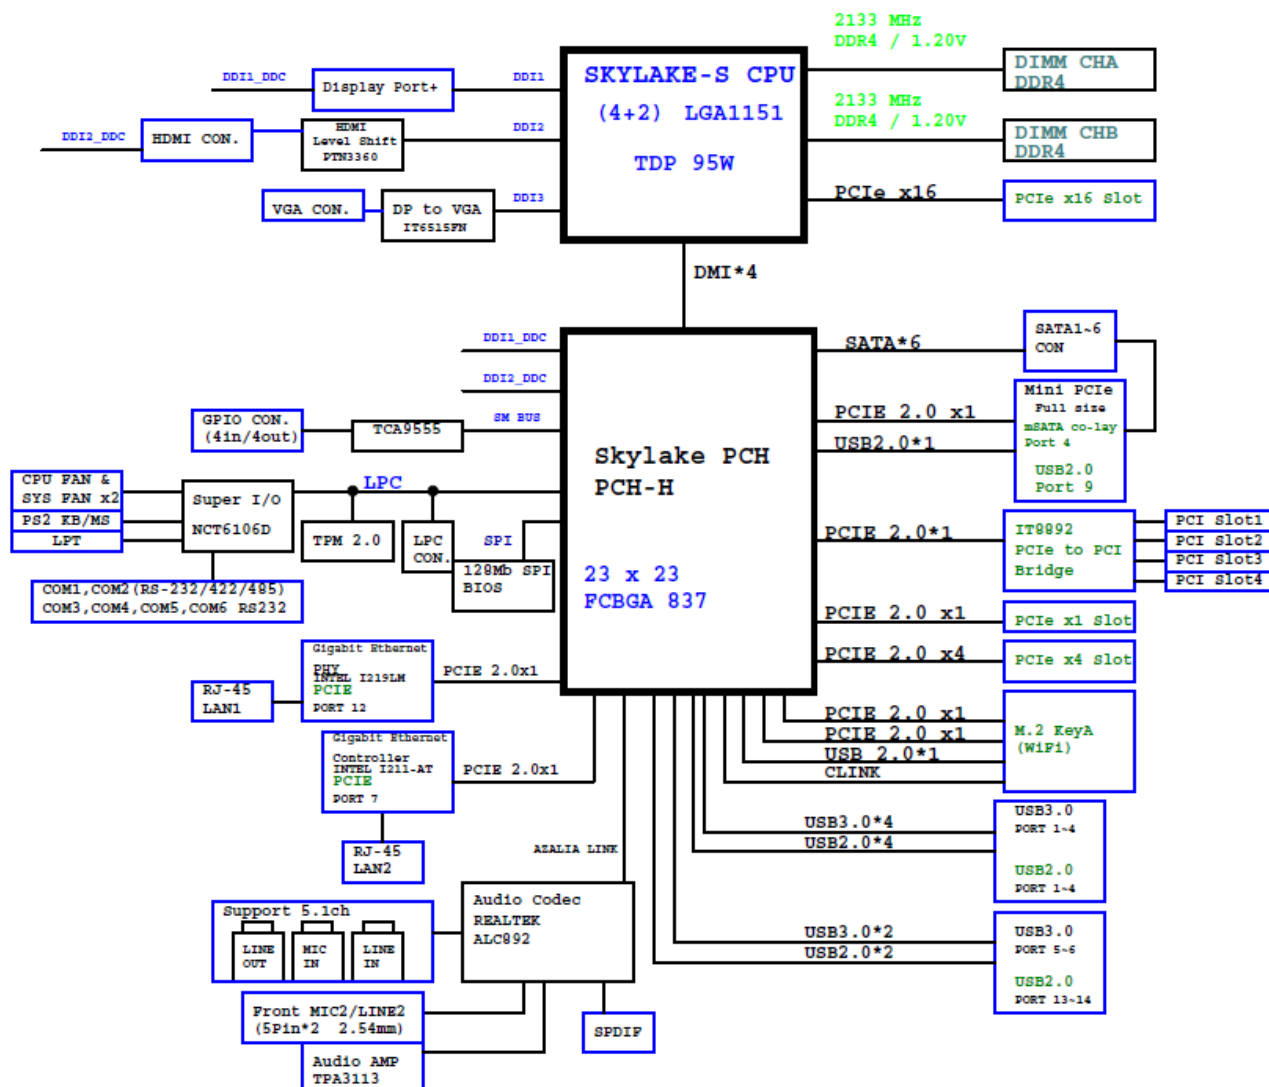 2133 MHz
DDR4 / 1.20V
SKYLAKE-S CPU
(4+2) LGA1151
TDP 95W
DIMM CHA
DDR4
2133 MHz
DDR4 / 1.20V
DIMM CHB
DDR4
PCIe x16
PCIe x16 Slot
DDI1_DDC
Display Port+
DDI1
DDI2_DDC
HDMI CON.
HDMI
Level Shift
PTN3360
DDI2
VGA CON.
DP to VGA
IT6515FN
DDI3
DMI*4
Skylake PCH
PCH-H
23 x 23
FCBGA 837
DDI1_DDC
DDI2_DDC
GPIO CON.
(4in/4out)
TCA9555
SM BUS
CPU FAN &
SYS FAN x2
PS2 KB/MS
LPT
Super I/O
NCT6106D
LPC
TPM 2.0
LPC
CON.
SPI
128Mb SPI
BIOS
COM1,COM2(RS-232/422/485)
COM3,COM4,COM5,COM6 RS232
SATA*6
SATA1~6
CON
PCIE 2.0 x1
USB2.0*1
Mini PCIe
Full size
mSATA co-lay
Port 4
USB2.0
Port 9
PCIE 2.0*1
IT8892
PCIe to PCI
Bridge
PCI Slot1
PCI Slot2
PCI Slot3
PCI Slot4
PCIE 2.0 x1
PCIe x1 Slot
PCIE 2.0 x4
PCIe x4 Slot
PCIE 2.0 x1
PCIE 2.0 x1
USB 2.0*1
CLINK
M.2 KeyA
(WiFi)
RJ-45
LAN1
Gigabit Ethernet
PHY
INTEL I219LM
PCIE
PORT 12
PCIE 2.0x1
Gigabit Ethernet
Controller
INTEL I211-AT
PCIE
PORT 7
PCIE 2.0x1
RJ-45
LAN2
USB3.0*4
USB2.0*4
USB3.0
PORT 1~4
USB2.0
PORT 1~4
AZALIA LINK
Audio Codec
REALTEK
ALC892
Support 5.1ch
LINE
OUT
MIC
IN
LINE
IN
USB3.0*2
USB2.0*2
USB3.0
PORT 5~6
USB2.0
PORT 13~14
Front MIC2/LINE2
(5Pin*2 2.54mm)
Audio AMP
TPA3113
SPDIF